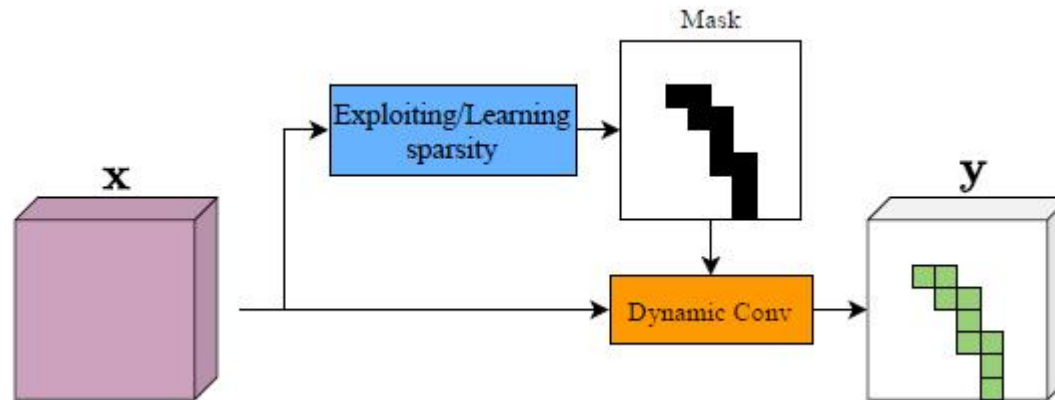 Mask
Exploiting/Learning
sparsity
x
y
Dynamic Conv